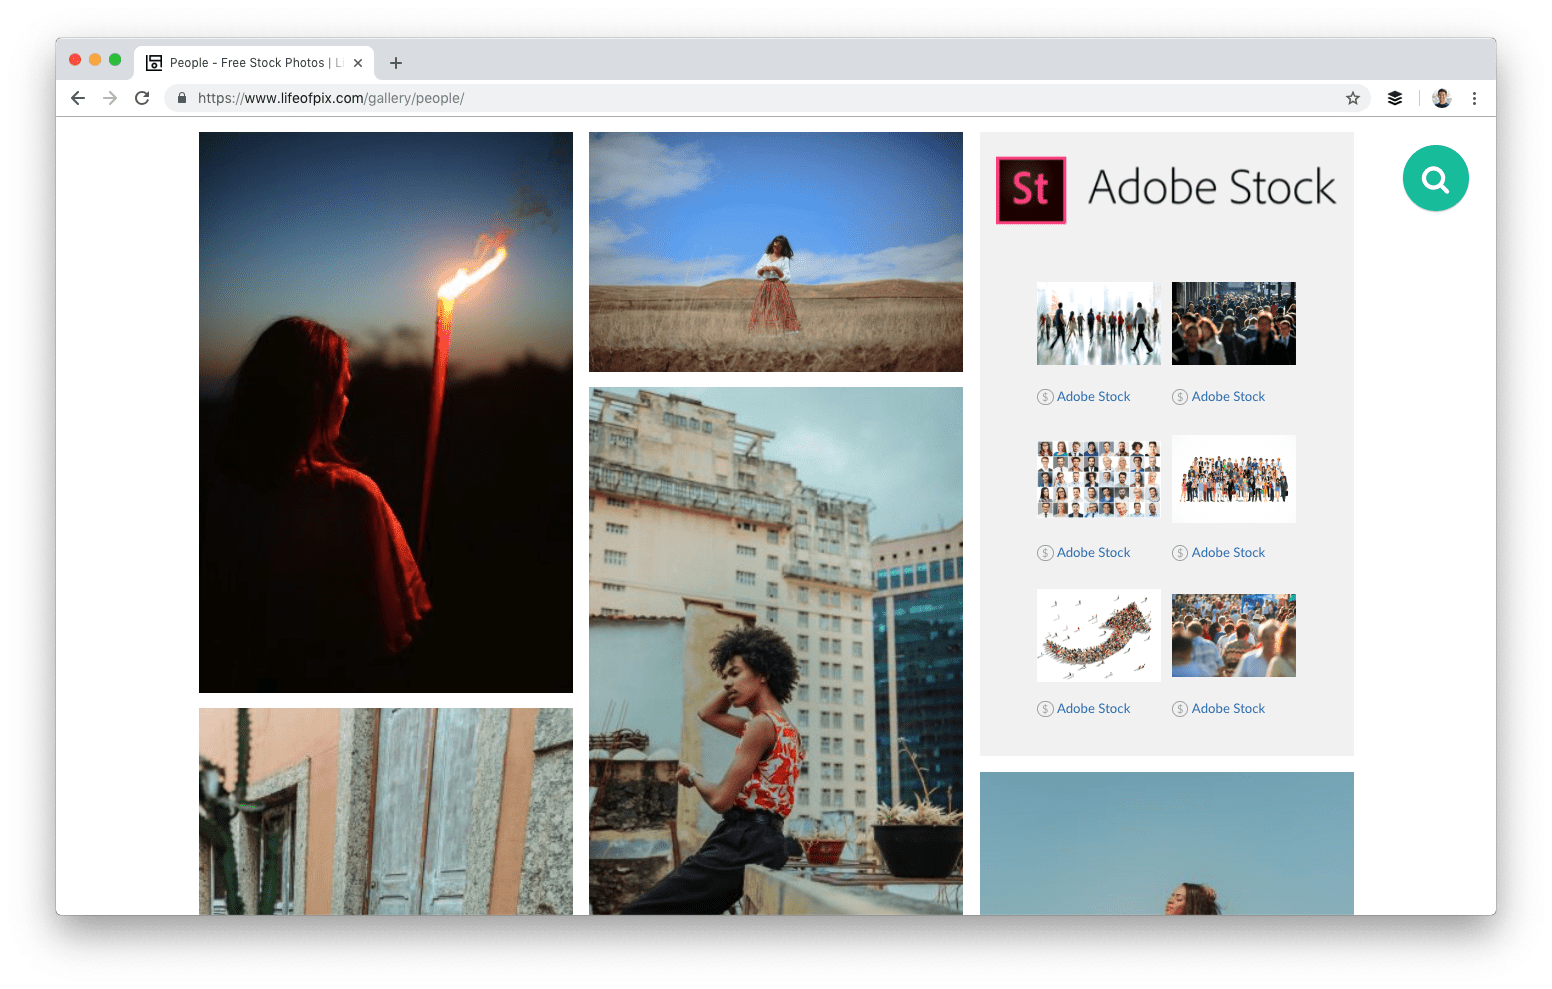 People - Free Stock Photos | Li
https://www.lifeofpix.com/gallery/people/
St Adobe Stock
$ Adobe Stock $ Adobe Stock
$ Adobe Stock $ Adobe Stock
$ Adobe Stock $ Adobe Stock